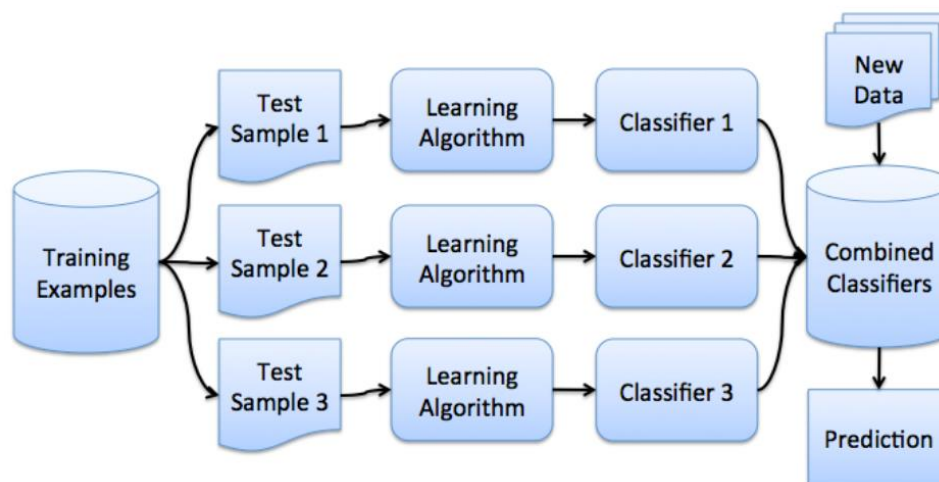 Training
Examples
Test
Sample 1
Learning
Algorithm
Classifier 1
Test
Sample 2
Learning
Algorithm
Classifier 2
Test
Sample 3
Learning
Algorithm
Classifier 3
New
Data
Combined
Classifiers
Prediction